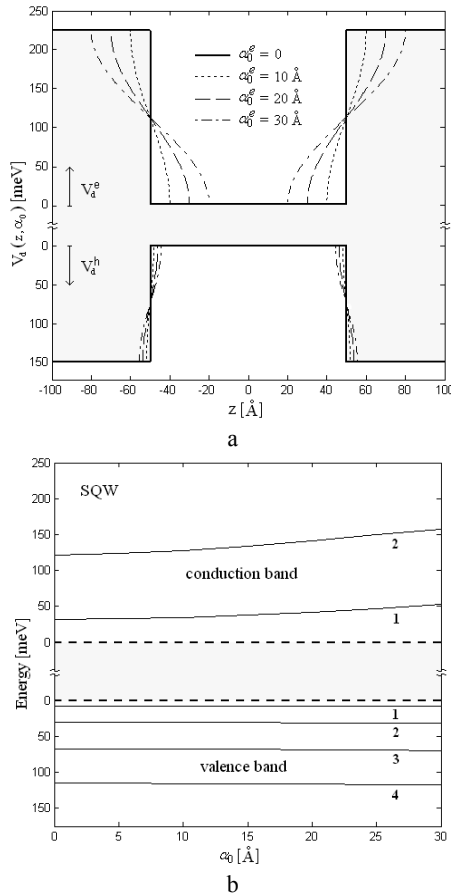 250
200
150
100
50
0
0
50
100
150
V_d(z,α_0) [meV]
V_d^e
V_d^h
α_0^e = 0
α_0^e = 10 Å
α_0^e = 20 Å
α_0^e = 30 Å
-100 -80 -60 -40 -20 0 20 40 60 80 100
z [Å]
a
250
200
150
100
50
0
0
50
100
150
Energy [meV]
SQW
2
conduction band
1
1
2
3
valence band
4
0 5 10 15 20 25 30
α_0 [Å]
b